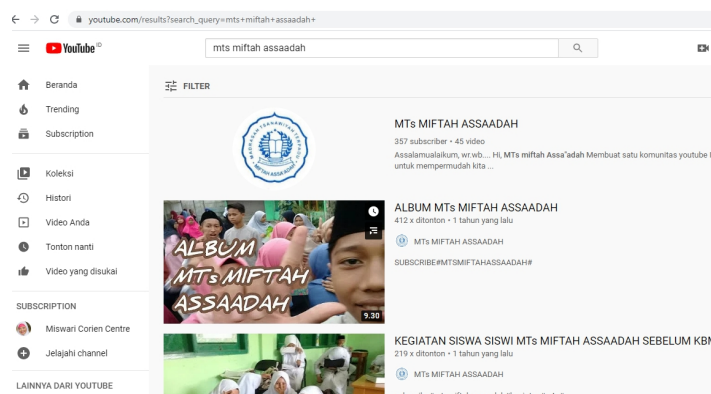 youtube.com/results?search_query=mts+miftah+assaadah+
YouTube ID
mts miftah assaadah
Beranda
Trending
Subscription
Koleksi
Histori
Video Anda
Tonton nanti
Video yang disukai
SUBSCRIPTION
Miswari Corien Centre
Jelajahi channel
LAINNYA DARI YOUTUBE
FILTER
MTs MIFTAH ASSAADAH
357 subscriber • 45 video
Assalamualaikum, wr.wb.... Hi, MTs miftah Assa'adah Membuat satu komunitas youtube
untuk mempermudah kita ...
ALBUM
MTs MIFTAH
ASSAADAH
9.30
ALBUM MTs MIFTAH ASSAADAH
412 x ditonton • 1 tahun yang lalu
MTs MIFTAH ASSAADAH
SUBSCRIBE#MTSMIFTAHASSAADAH#
KEGIATAN SISWA SISWI MTs MIFTAH ASSAADAH SEBELUM KBM
219 x ditonton • 1 tahun yang lalu
MTs MIFTAH ASSAADAH